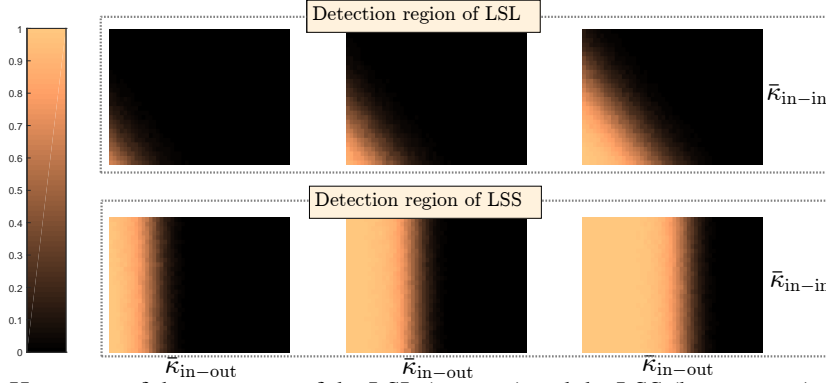 Detection region of LSL
1
0.9
0.8
0.7
0.6
0.5
0.4
0.3
0.2
0.1
0
κ̄in−in
Detection region of LSS
κ̄in−in
κ̄in−out
κ̄in−out
κ̄in−out